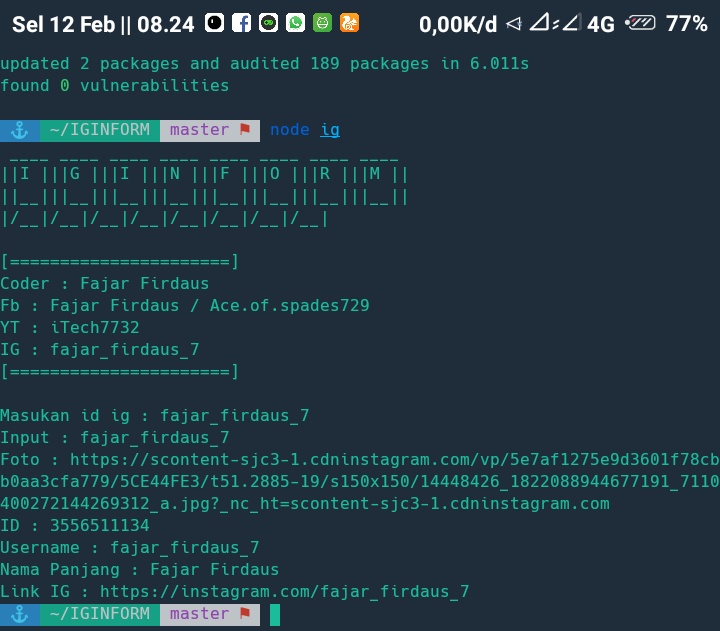 Sel 12 Feb || 08.24 0,00K/d 4G 77%
updated 2 packages and audited 189 packages in 6.011s
found 0 vulnerabilities
~/IGINFORM master node ig
____ ____ ____ ____ ____ ____ ____ ____
||I |||G |||I |||N |||F |||O |||R |||M ||
||__|||__|||__|||__|||__|||__|||__|||__||
|/__|/__|/__|/__|/__|/__|/__|/__|
[======================]
Coder : Fajar Firdaus
Fb : Fajar Firdaus / Ace.of.spades729
YT : iTech7732
IG : fajar_firdaus_7
[======================]
Masukan id ig : fajar_firdaus_7
Input : fajar_firdaus_7
Foto : https://scontent-sjc3-1.cdninstagram.com/vp/5e7af1275e9d3601f78cb
b0aa3cfa779/5CE44FE3/t51.2885-19/s150x150/14448426_1822088944677191_7110
400272144269312_a.jpg?_nc_ht=scontent-sjc3-1.cdninstagram.com
ID : 3556511134
Username : fajar_firdaus_7
Nama Panjang : Fajar Firdaus
Link IG : https://instagram.com/fajar_firdaus_7
~/IGINFORM master